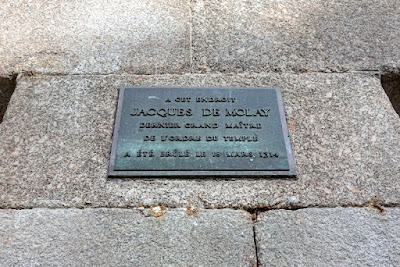 A CET ENDROIT
JACQUES DE MOLAY
DERNIER GRAND MAÎTRE
DE L'ORDRE DU TEMPLE
A ÉTÉ BRÛLÉ LE 18 MARS 1314